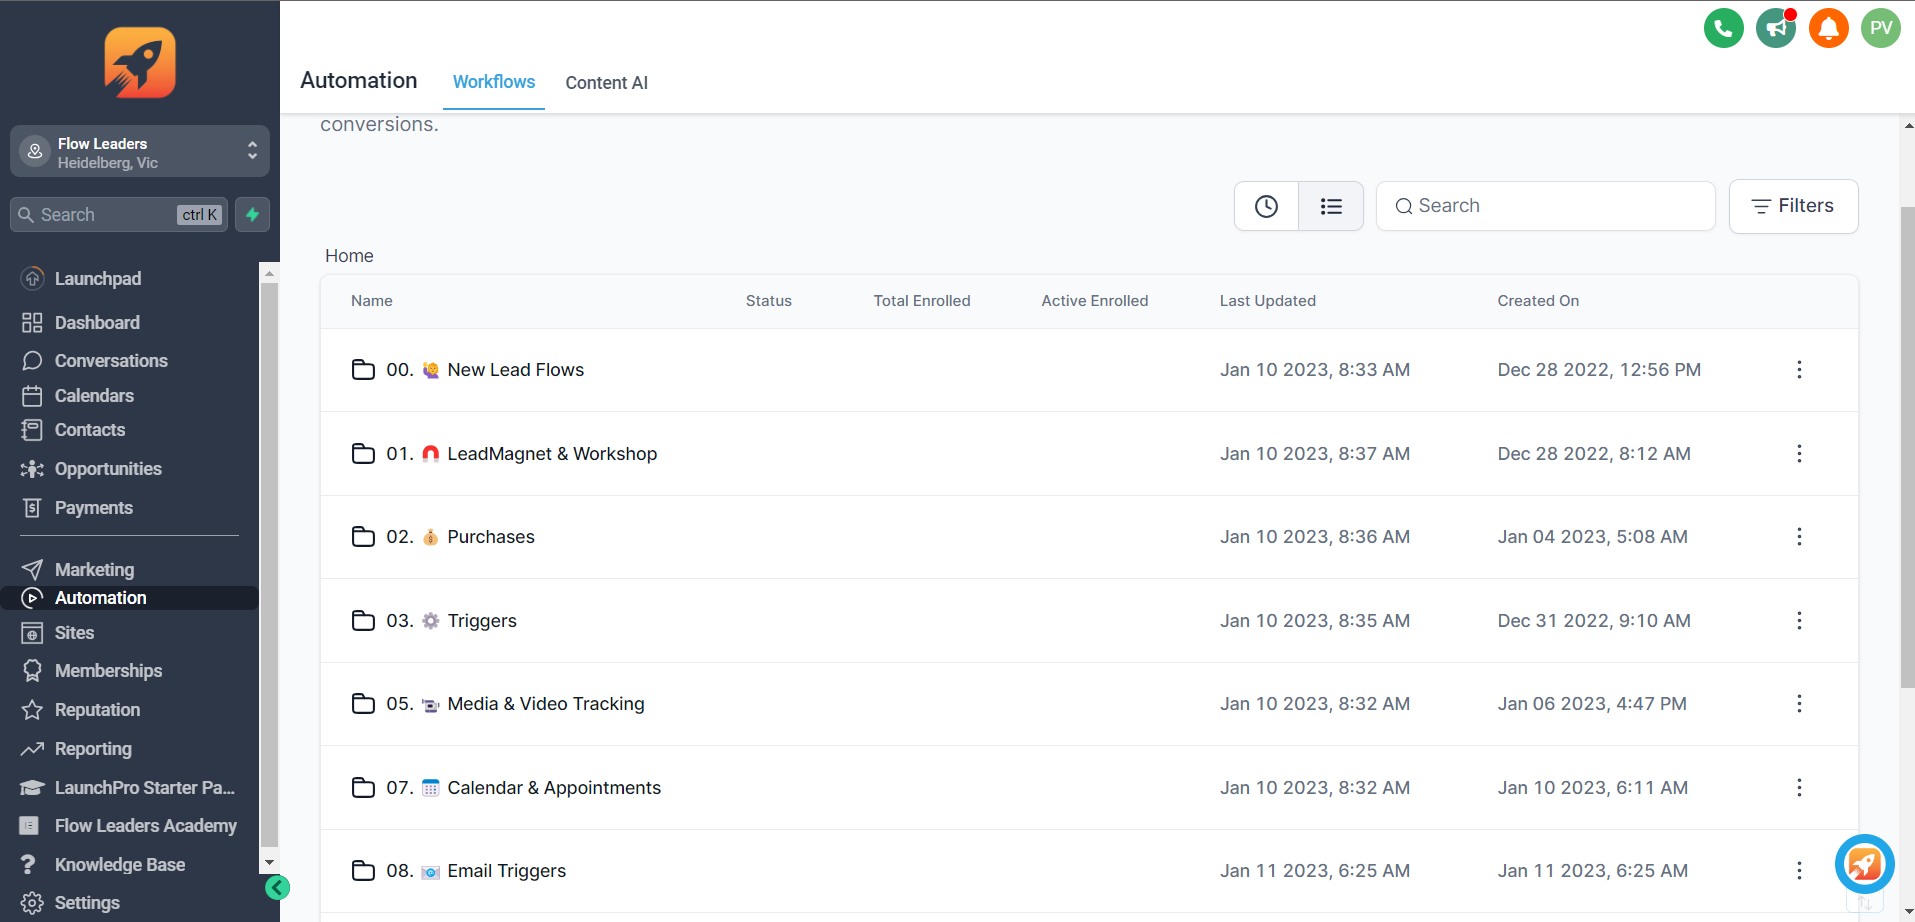 PV
Automation
Workflows
Content AI
Flow Leaders
Heidelberg, Vic
Search
ctrl K
Launchpad
Dashboard
Conversations
Calendars
Contacts
Opportunities
Payments
Marketing
Automation
Sites
Memberships
Reputation
Reporting
LaunchPro Starter Pa...
Flow Leaders Academy
Knowledge Base
Settings
conversions.
Search
Filters
Home
Name Status Total Enrolled Active Enrolled Last Updated Created On
00. 🙋 New Lead Flows Jan 10 2023, 8:33 AM Dec 28 2022, 12:56 PM
01. 🧲 LeadMagnet & Workshop Jan 10 2023, 8:37 AM Dec 28 2022, 8:12 AM
02. 💰 Purchases Jan 10 2023, 8:36 AM Jan 04 2023, 5:08 AM
03. ⚙️ Triggers Jan 10 2023, 8:35 AM Dec 31 2022, 9:10 AM
05. 📹 Media & Video Tracking Jan 10 2023, 8:32 AM Jan 06 2023, 4:47 PM
07. 📅 Calendar & Appointments Jan 10 2023, 8:32 AM Jan 10 2023, 6:11 AM
08. 📧 Email Triggers Jan 11 2023, 6:25 AM Jan 11 2023, 6:25 AM